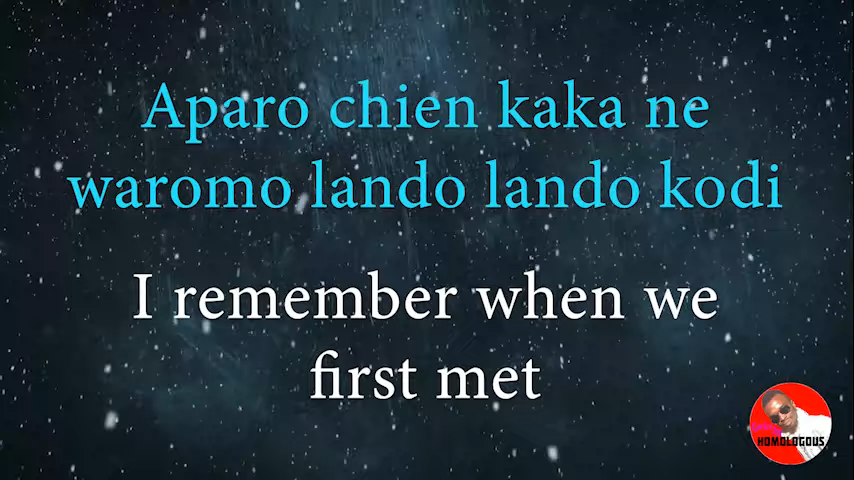 Aparo chien kaka ne
waromo lando lando kodi
I remember when we
first met
HOMOLOGOUS